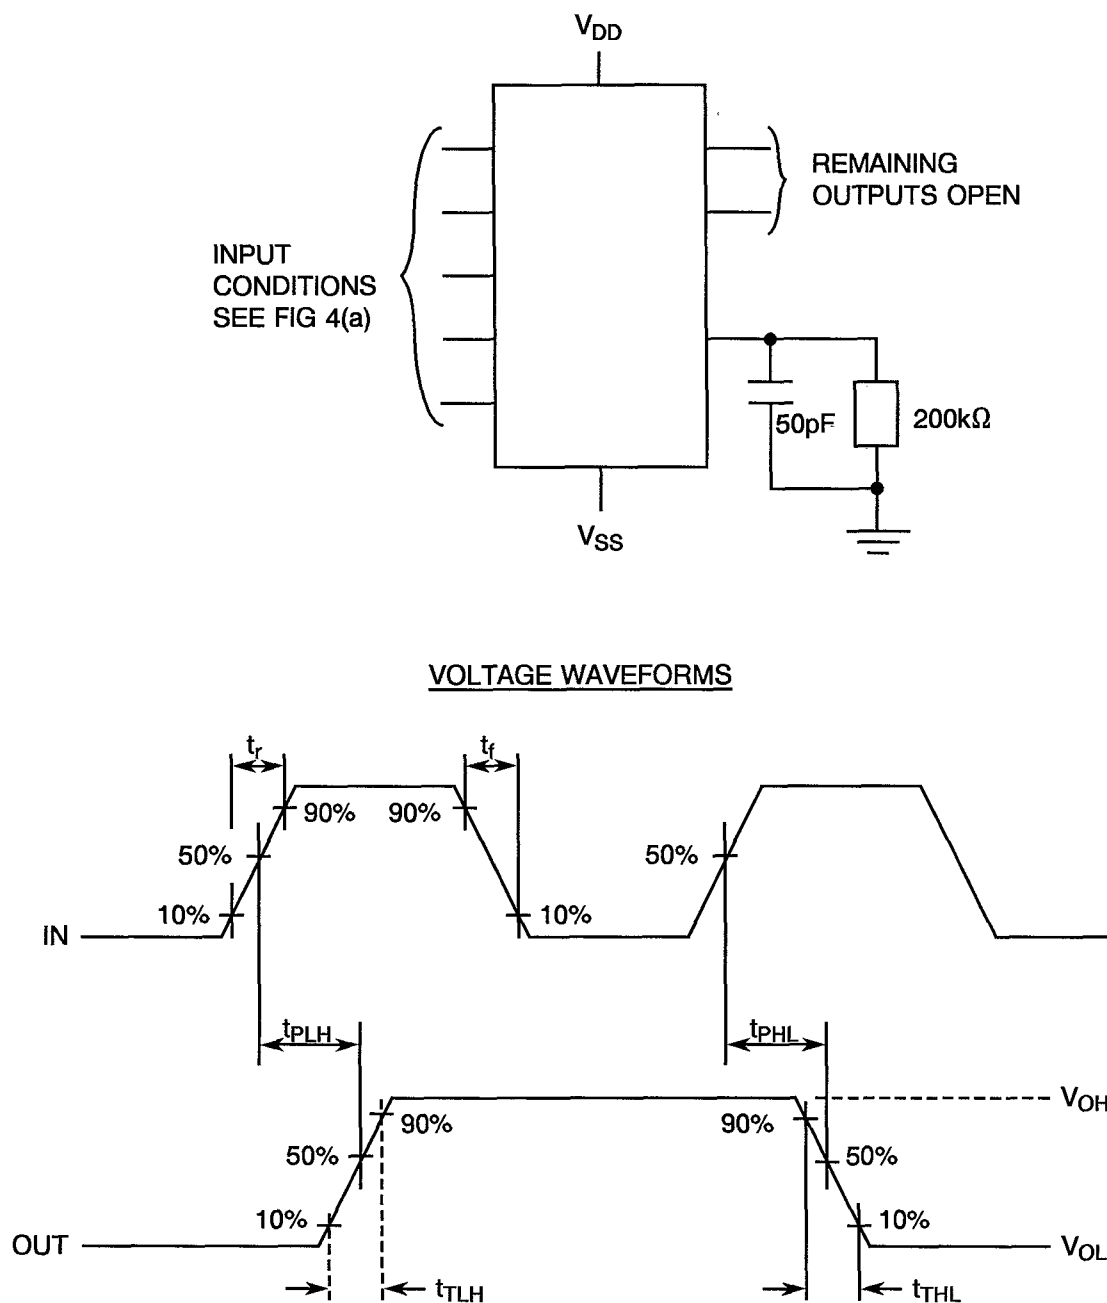 VDD
REMAINING
OUTPUTS OPEN
INPUT
CONDITIONS
SEE FIG 4(a)
50pF
200kΩ
VSS
VOLTAGE WAVEFORMS
tr
tf
90%
90%
50%
50%
10%
10%
IN
tPLH
tPHL
VOH
90%
90%
50%
50%
10%
10%
OUT
VOL
tTLH
tTHL